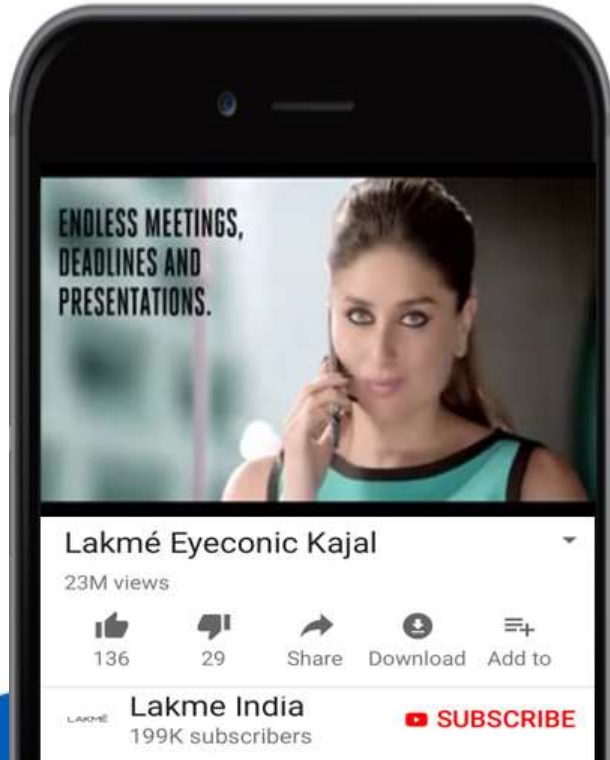 ENDLESS MEETINGS,
DEADLINES AND
PRESENTATIONS.
Lakmé Eyeconic Kajal
23M views
136
29
Share
Download
Add to
LAKMÉ
Lakme India
199K subscribers
SUBSCRIBE